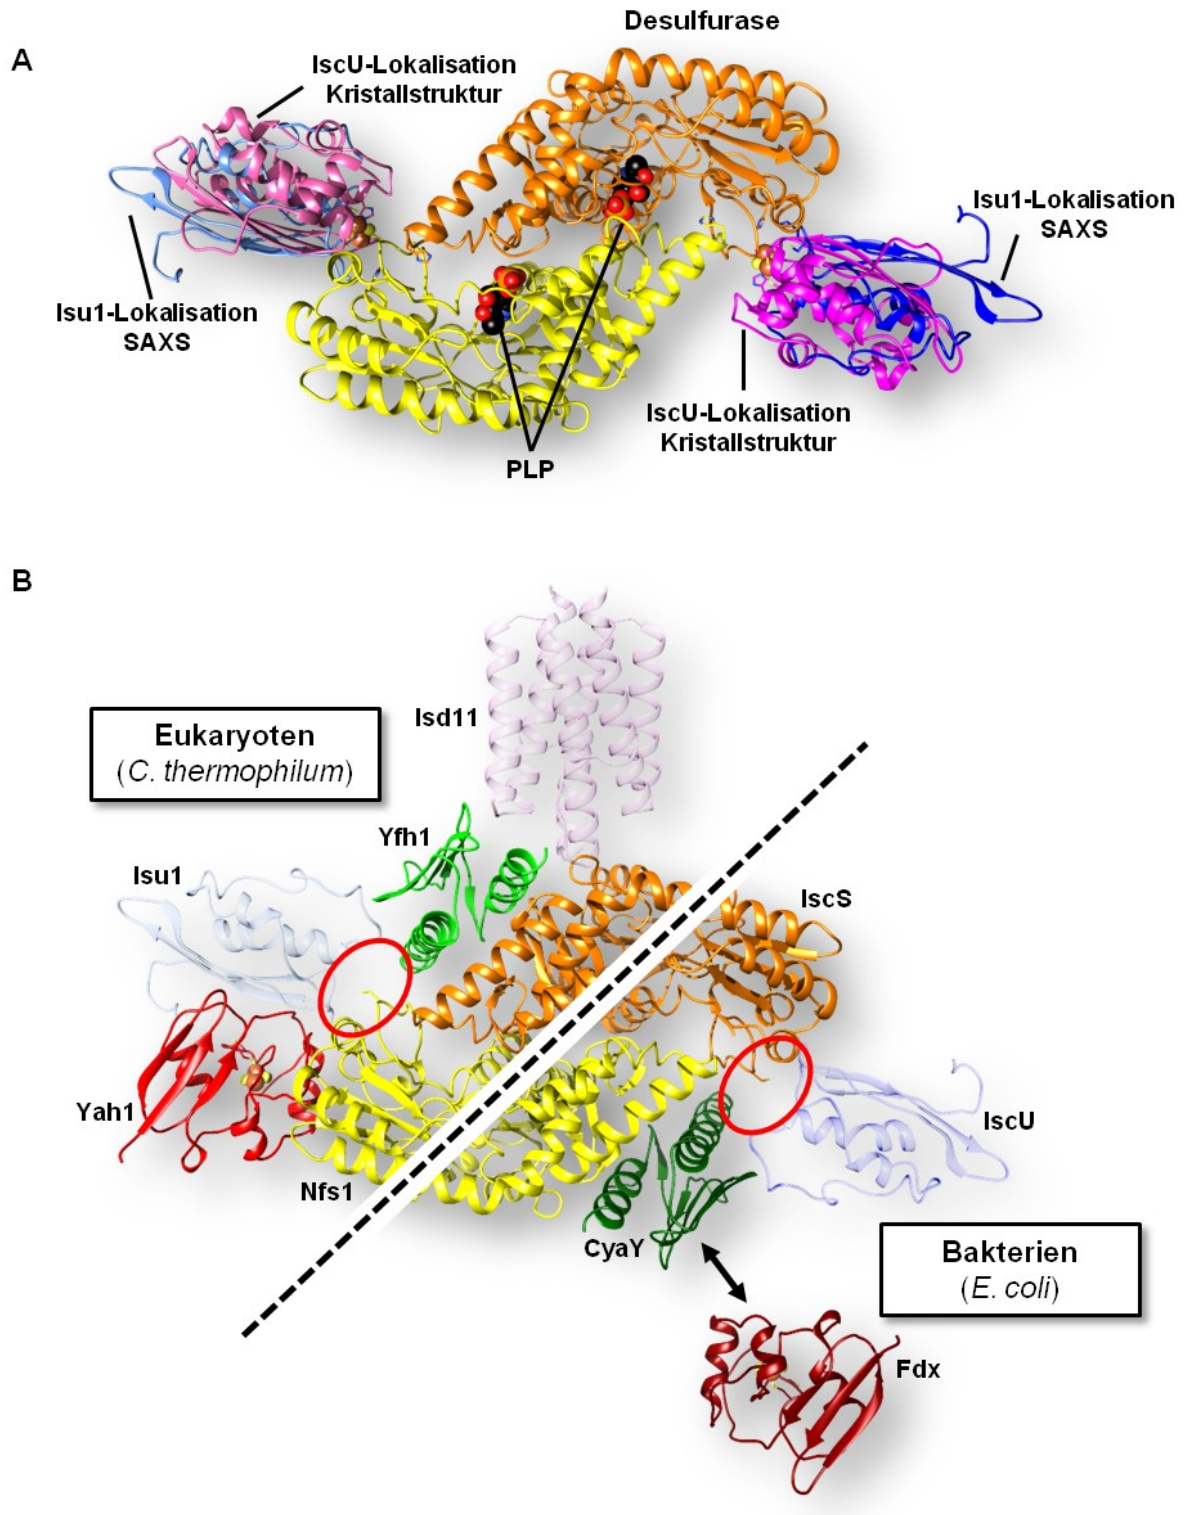 A
Desulfurase
IscU-Lokalisation
Kristallstruktur
Isu1-Lokalisation
SAXS
Isu1-Lokalisation
SAXS
IscU-Lokalisation
Kristallstruktur
PLP
B
Isd11
Eukaryoten
(C. thermophilum)
Yfh1
Isu1
IscS
Yah1
IscU
Nfs1
CyaY
Bakterien
(E. coli)
Fdx